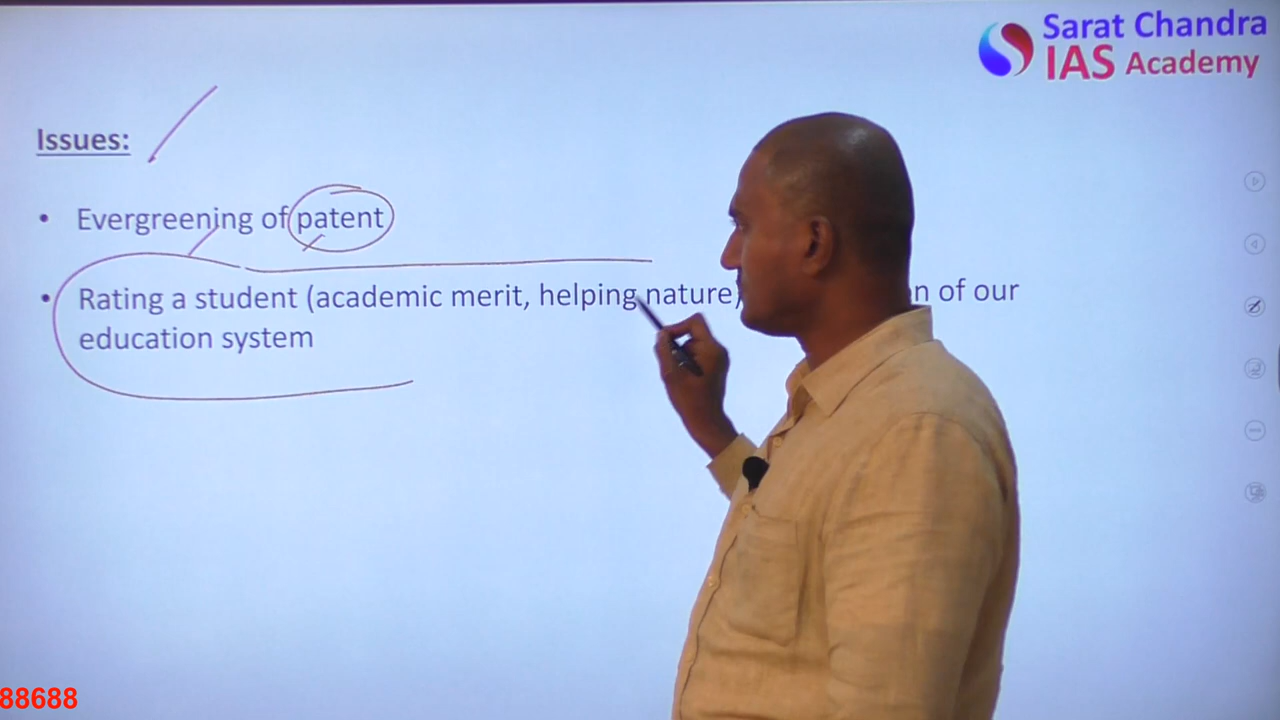 Sarat Chandra
IAS Academy
Issues:
• Evergreening of patent
• Rating a student (academic merit, helping nature) n of our
education system
88688